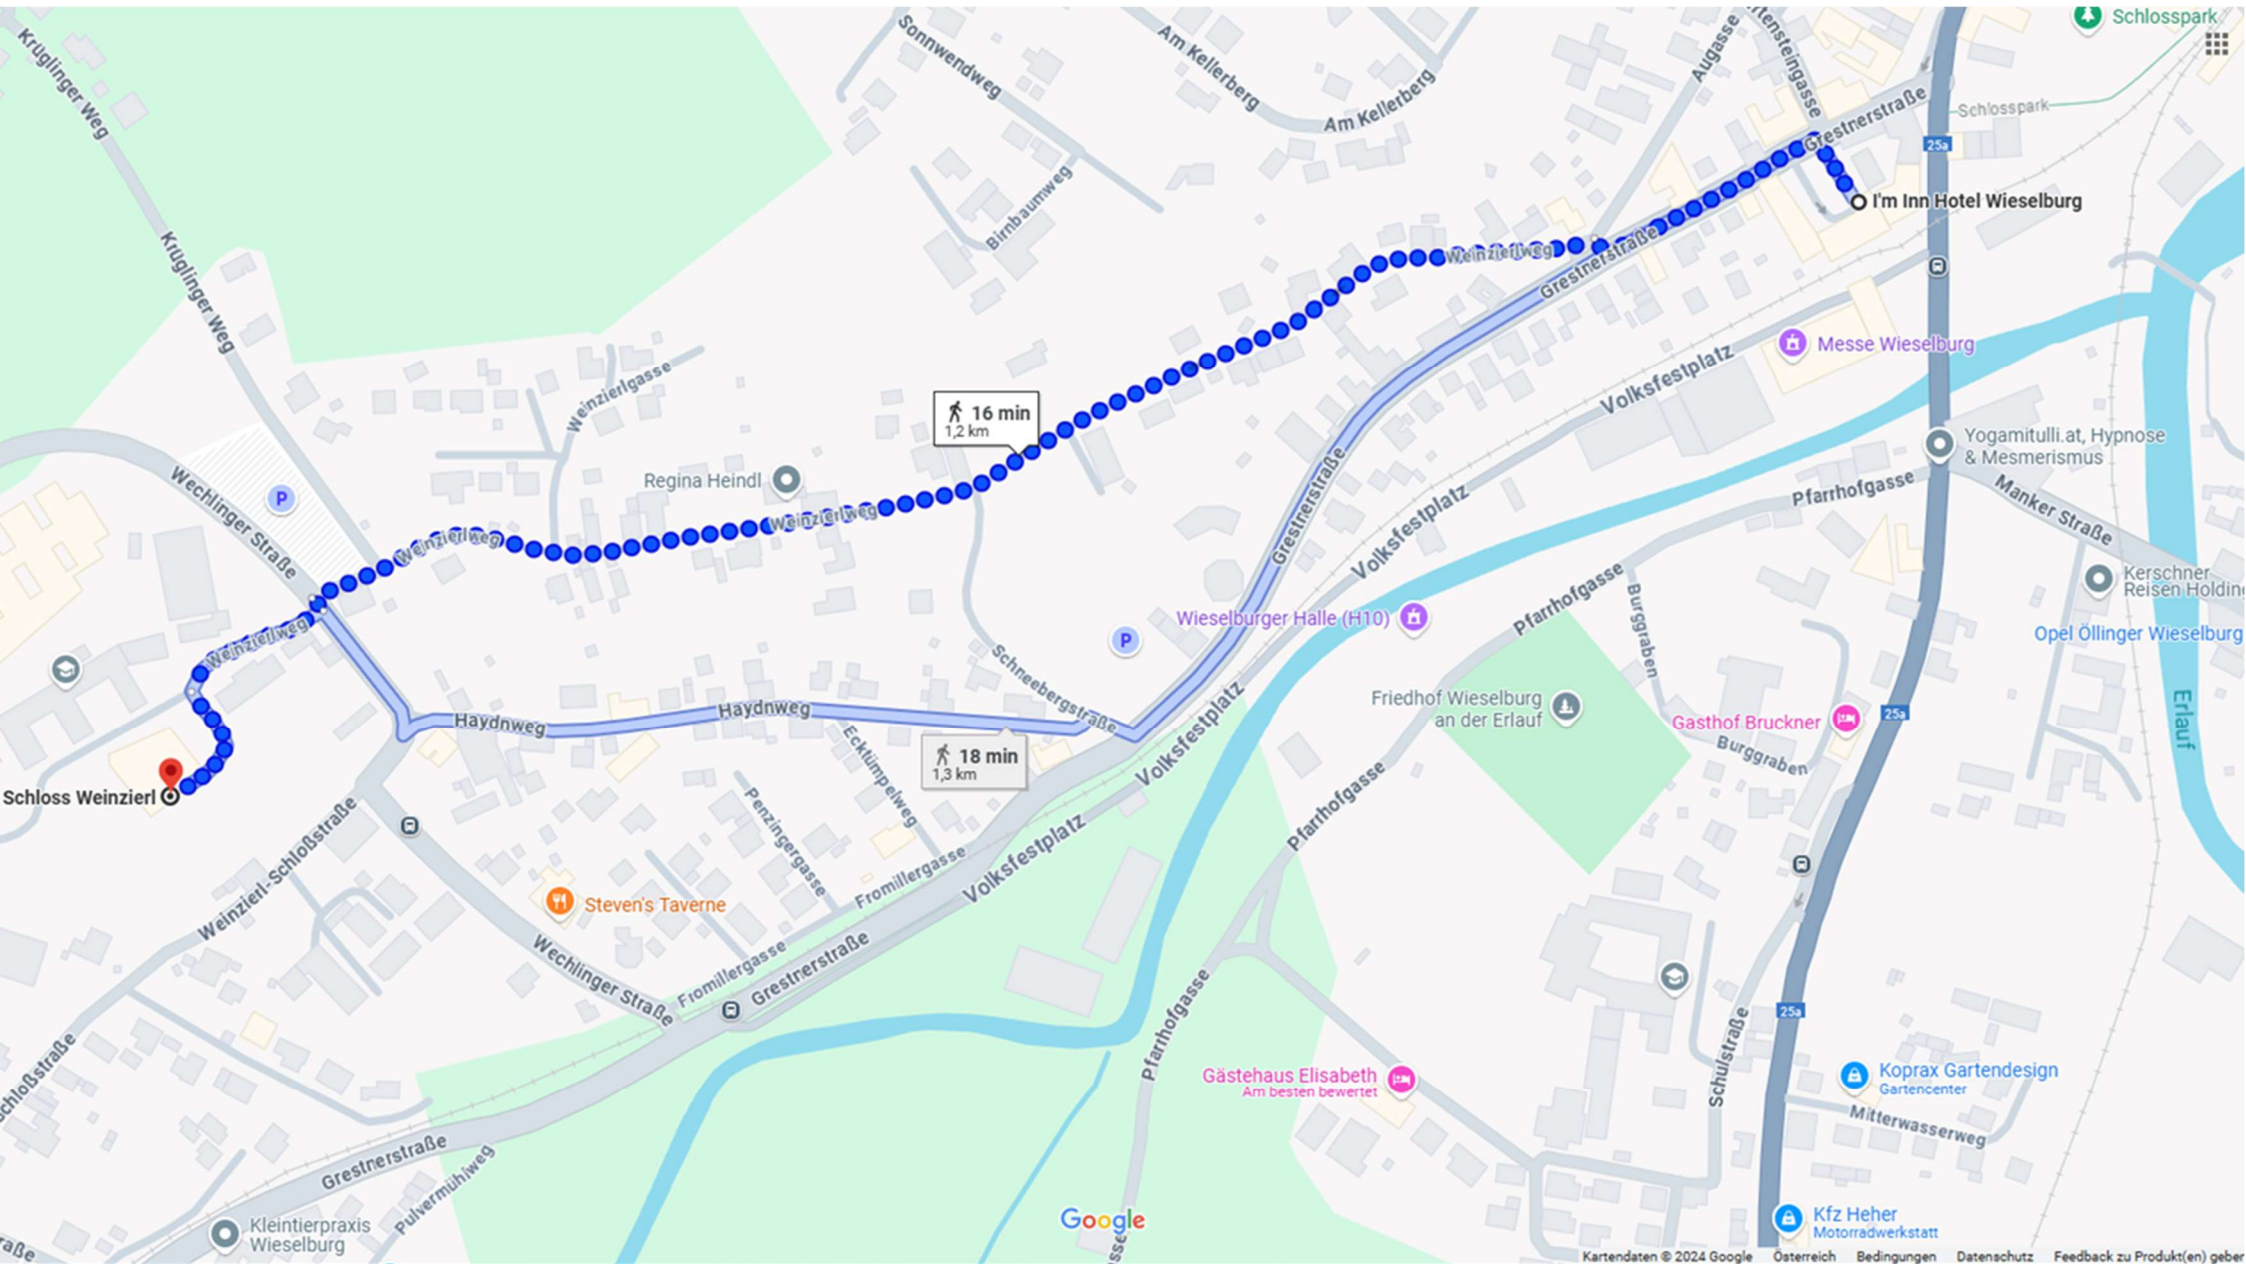 Krüglinger Weg
Sonnwendweg
Am Kellerberg
Am Kellerberg
Augasse
Schlosspark
Grestnerstraße
Schlosspark
25a
Birnbaumweg
I'm Inn Hotel Wieselburg
Krüglinger Weg
Weinzierlweg
Grestnerstraße
Messe Wieselburg
Volksfestplatz
Weinzierlgasse
16 min
1,2 km
Yogamitulli.at, Hypnose
& Mesmerismus
Wechlinger Straße
P
Regina Heindl
Weinzierlweg
Grestnerstraße
Volksfestplatz
Pfarrhofgasse
Manker Straße
Weinzierlweg
Kerschner
Reisen Holding
Wieselburger Halle (H10)
Pfarrhofgasse
Burggraben
Weinzierlweg
P
Opel Öllinger Wieselburg
Schneebergstraße
Haydnweg
Haydnweg
Friedhof Wieselburg
an der Erlauf
Gasthof Bruckner
25a
Erlauf
Burggraben
Volksfestplatz
18 min
1,3 km
Ecktümpelweg
Schloss Weinzierl
Penzingergasse
Pfarrhofgasse
Weinzierl-Schloßstraße
Steven's Taverne
Fromillergasse
Volksfestplatz
Wechlinger Straße
Fromillergasse
Grestnerstraße
Pfarrhofgasse
25a
Schulstraße
Gästehaus Elisabeth
Am besten bewertet
Koprax Gartendesign
Gartencenter
Mitterwasserweg
Grestnerstraße
Pulvermühlweg
Kleintierpraxis
Wieselburg
Google
Kfz Heher
Motorradwerkstatt
Kartendaten © 2024 Google Österreich Bedingungen Datenschutz Feedback zu Produkt(en) geben